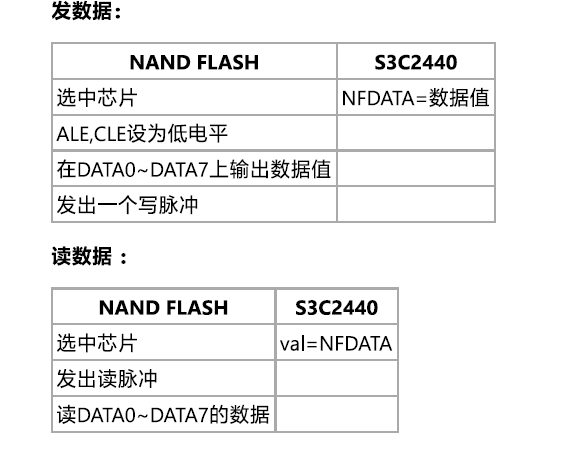 发数据：
NAND FLASH S3C2440
选中芯片 NFDATA=数据值
ALE,CLE设为低电平
在DATA0~DATA7上输出数据值
发出一个写脉冲
读数据 ：
NAND FLASH S3C2440
选中芯片 val=NFDATA
发出读脉冲
读DATA0~DATA7的数据